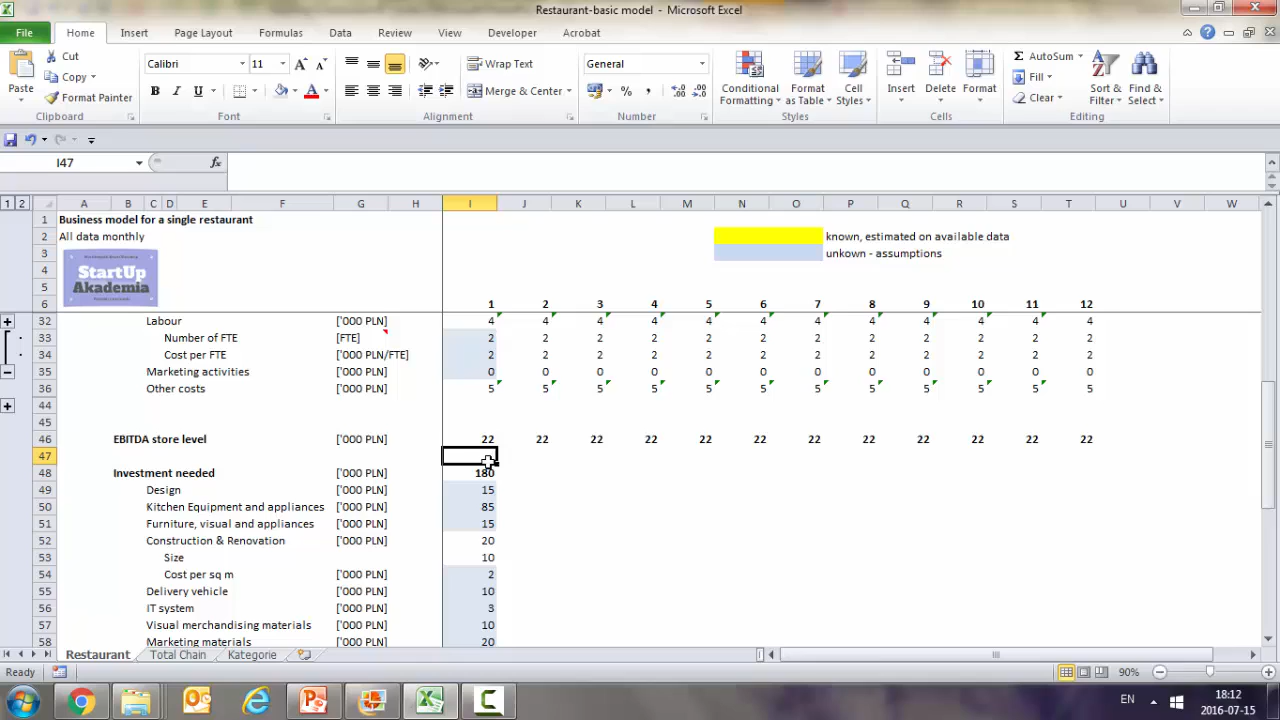 Restaurant-basic model - Microsoft Excel
File Home Insert Page Layout Formulas Data Review View Developer Acrobat
Cut
Copy
Format Painter
Paste
Clipboard
Calibri 11
B I U
Font
Wrap Text
Merge & Center
Alignment
General
Number
Conditional Formatting
Format as Table
Cell Styles
Styles
Insert Delete Format
Cells
AutoSum
Fill
Clear
Sort & Filter
Find & Select
Editing
I47 fx
1 2 A B C D E F G H I J K L M N O P Q R S T U V W
1 Business model for a single restaurant
2 All data monthly known, estimated on available data
3 unkown - assumptions
StartUp
Akademia
4
5
6 1 2 3 4 5 6 7 8 9 10 11 12
32 Labour ['000 PLN] 4 4 4 4 4 4 4 4 4 4 4 4
33 Number of FTE [FTE] 2 2 2 2 2 2 2 2 2 2 2 2
34 Cost per FTE ['000 PLN/FTE] 2 2 2 2 2 2 2 2 2 2 2 2
35 Marketing activities ['000 PLN] 0 0 0 0 0 0 0 0 0 0 0 0
36 Other costs ['000 PLN] 5 5 5 5 5 5 5 5 5 5 5 5
44
45
46 EBITDA store level ['000 PLN] 22 22 22 22 22 22 22 22 22 22 22 22
47
48 Investment needed ['000 PLN] 180
49 Design ['000 PLN] 15
50 Kitchen Equipment and appliances ['000 PLN] 85
51 Furniture, visual and appliances ['000 PLN] 15
52 Construction & Renovation ['000 PLN] 20
53 Size 10
54 Cost per sq m ['000 PLN] 2
55 Delivery vehicle ['000 PLN] 10
56 IT system ['000 PLN] 3
57 Visual merchandising materials ['000 PLN] 10
58 Marketing materials ['000 PLN] 20
Restaurant Total Chain Kategorie
Ready 90%
EN 18:12
2016-07-15